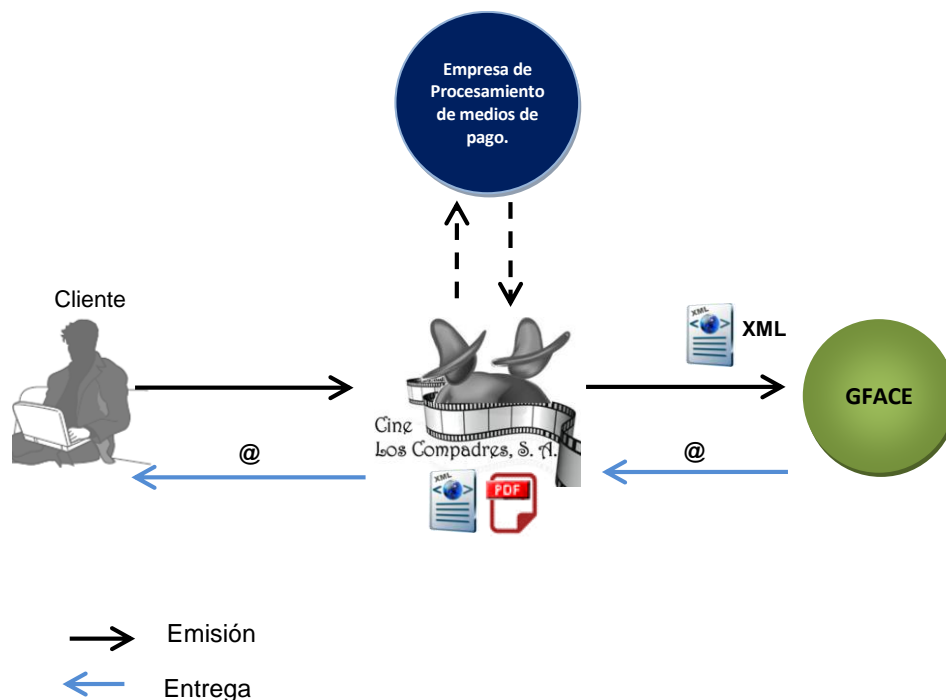 Empresa de
Procesamiento
de medios de
pago.
Cliente
XML
XML
GFACE
Cine
Los Compadres, S. A.
@
@
XML
PDF
Emisión
Entrega